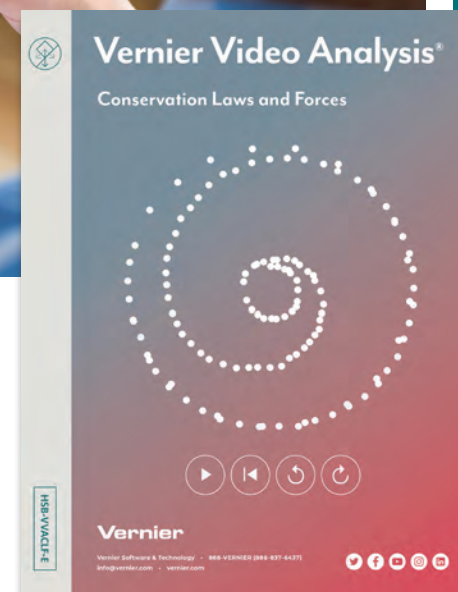 Vernier Video Analysis®
Conservation Laws and Forces
HSB-VVACLF-E
Vernier
Vernier Software & Technology • 888-VERNIER (888-837-6437)
info@vernier.com • vernier.com